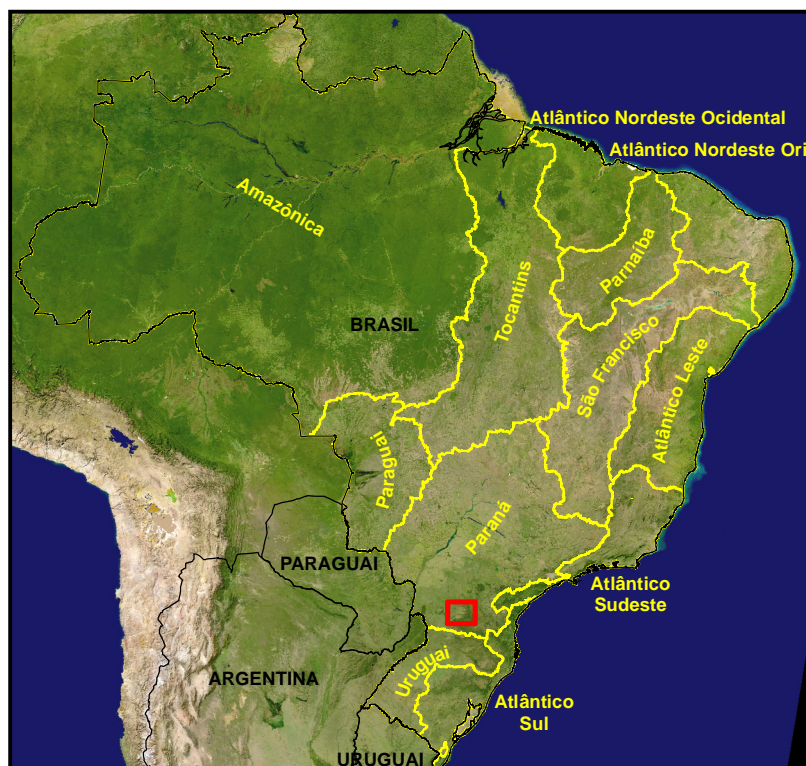 Atlântico Nordeste Ocidental
Atlântico Nordeste Ori
Amazônica
Parnaíba
Tocantins
BRASIL
São Francisco
Atlântico Leste
Paraguai
Paraná
PARAGUAI
Atlântico
Sudeste
Uruguai
ARGENTINA
Atlântico
Sul
URUGUAI